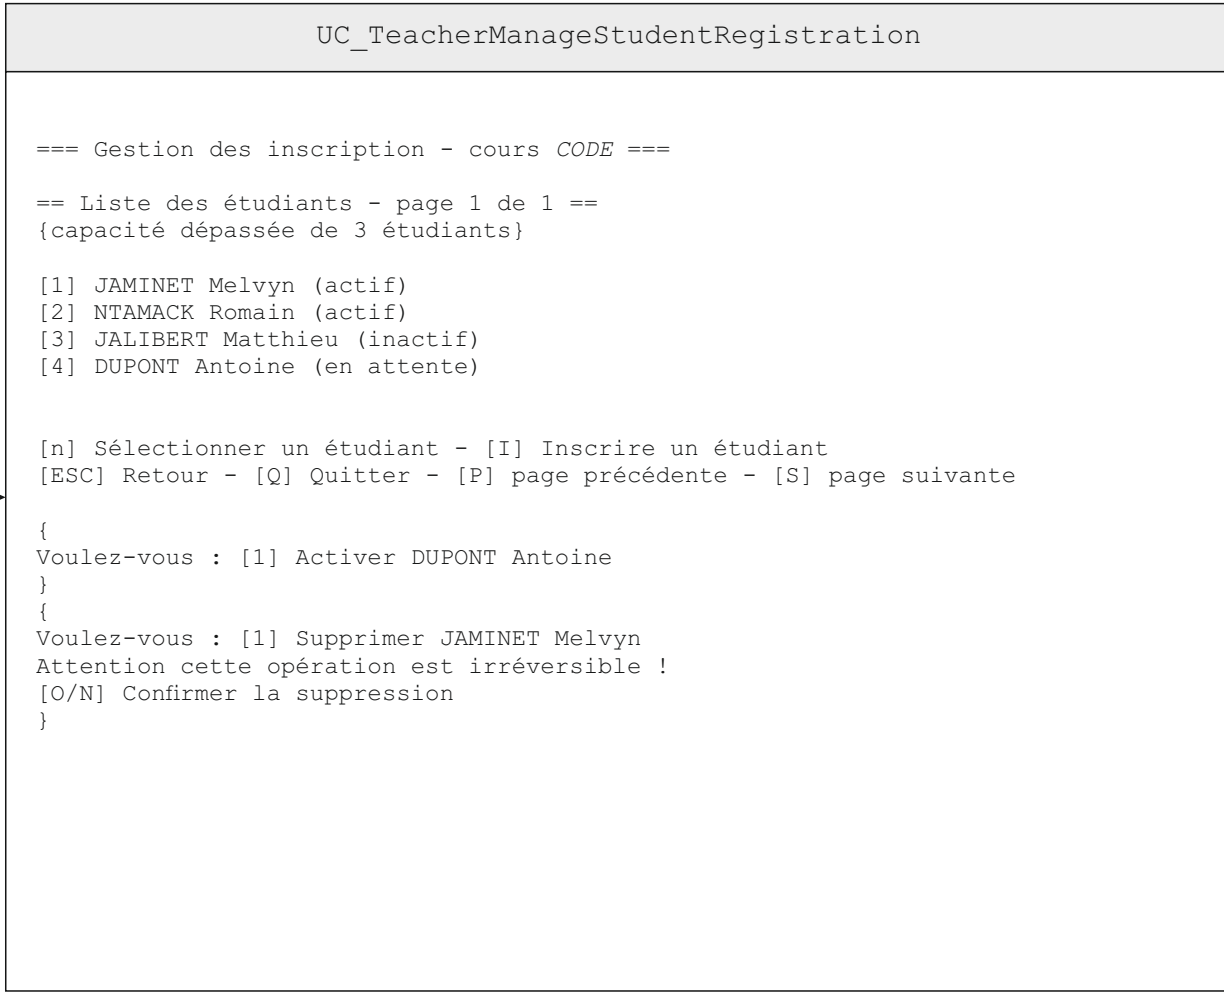 UC_TeacherManageStudentRegistration
=== Gestion des inscription - cours CODE ===
== Liste des étudiants - page 1 de 1 ==
{capacité dépassée de 3 étudiants}
[1] JAMINET Melvyn (actif)
[2] NTAMACK Romain (actif)
[3] JALIBERT Matthieu (inactif)
[4] DUPONT Antoine (en attente)
[n] Sélectionner un étudiant - [I] Inscrire un étudiant
[ESC] Retour - [Q] Quitter - [P] page précédente - [S] page suivante
{
Voulez-vous : [1] Activer DUPONT Antoine
}
{
Voulez-vous : [1] Supprimer JAMINET Melvyn
Attention cette opération est irréversible !
[O/N] Confirmer la suppression
}